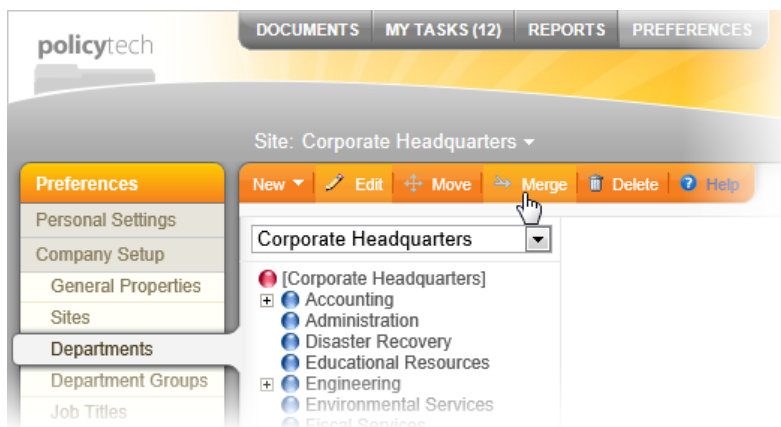 policytech
DOCUMENTS MY TASKS (12) REPORTS PREFERENCES
Site: Corporate Headquarters
Preferences
New Edit Move Merge Delete Help
Personal Settings
Company Setup
General Properties
Sites
Departments
Department Groups
Job Titles
Corporate Headquarters
[Corporate Headquarters]
Accounting
Administration
Disaster Recovery
Educational Resources
Engineering
Environmental Services
Fiscal Services